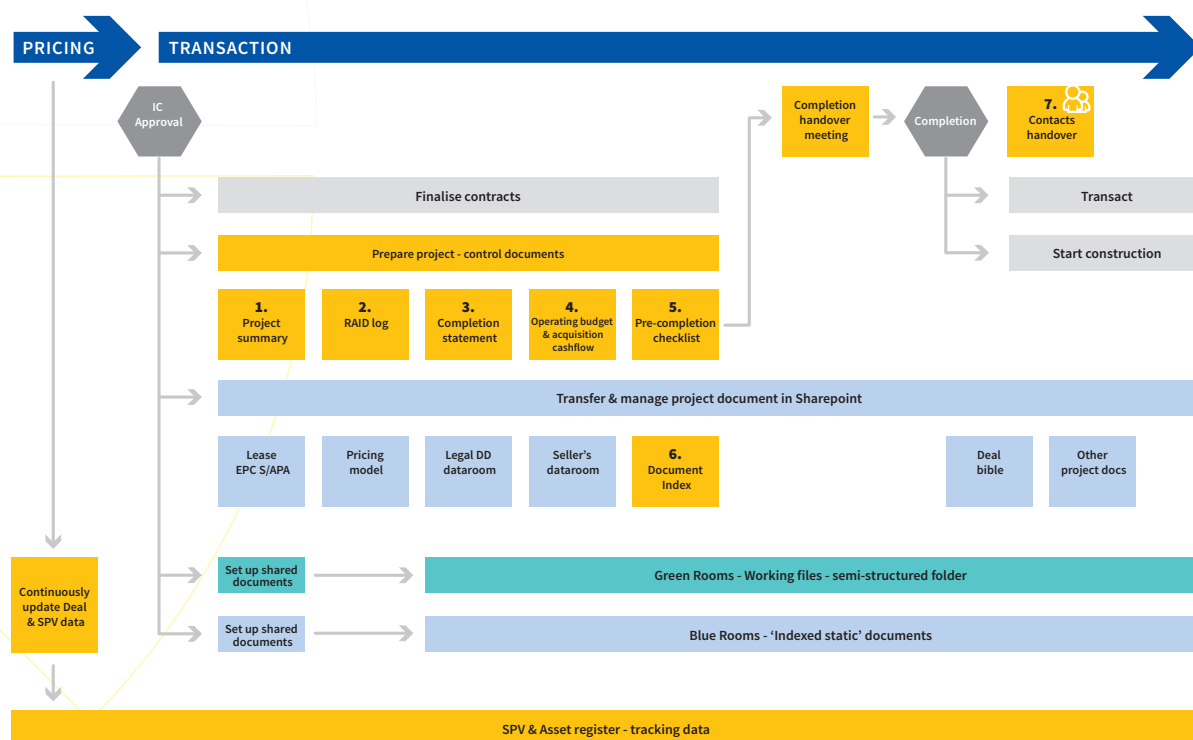 PRICING
TRANSACTION
IC
Approval
Completion
handover
meeting
Completion
7.
Contacts
handover
Finalise contracts
Transact
Prepare project - control documents
Start construction
1.
Project
summary
2.
RAID log
3.
Completion
statement
4.
Operating budget
& acquisition
cashflow
5.
Pre-completion
checklist
Transfer & manage project document in Sharepoint
Lease
EPC S/APA
Pricing
model
Legal DD
dataroom
Seller's
dataroom
6.
Document
Index
Deal
bible
Other
project docs
Continuously
update Deal
& SPV data
Set up shared
documents
Green Rooms - Working files - semi-structured folder
Set up shared
documents
Blue Rooms - ‘Indexed static’ documents
SPV & Asset register - tracking data